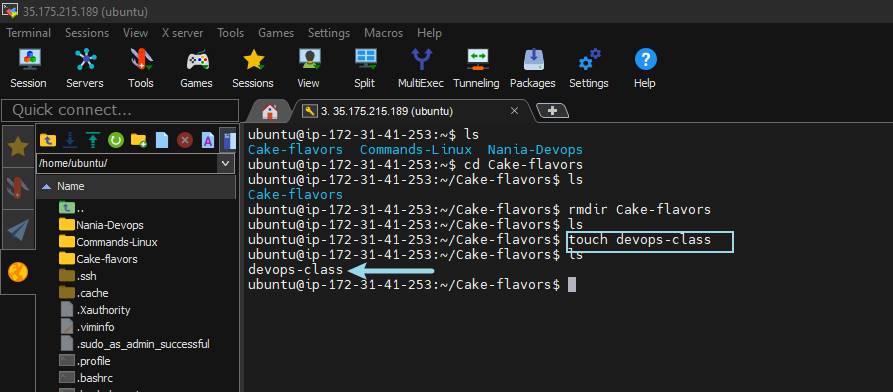 35.175.215.189 (ubuntu)
Terminal Sessions View X server Tools Games Settings Macros Help
Session Servers Tools Games Sessions View Split MultiExec Tunneling Packages Settings Help
Quick connect...
3. 35.175.215.189 (ubuntu)
/home/ubuntu/
Name
..
Nania-Devops
Commands-Linux
Cake-flavors
.ssh
.cache
.Xauthority
.viminfo
.sudo_as_admin_successful
.profile
.bashrc
ubuntu@ip-172-31-41-253:~$ ls
Cake-flavors Commands-Linux Nania-Devops
ubuntu@ip-172-31-41-253:~$ cd Cake-flavors
ubuntu@ip-172-31-41-253:~/Cake-flavors$ ls
Cake-flavors
ubuntu@ip-172-31-41-253:~/Cake-flavors$ rmdir Cake-flavors
ubuntu@ip-172-31-41-253:~/Cake-flavors$ ls
ubuntu@ip-172-31-41-253:~/Cake-flavors$ touch devops-class
ubuntu@ip-172-31-41-253:~/Cake-flavors$ ls
devops-class
ubuntu@ip-172-31-41-253:~/Cake-flavors$